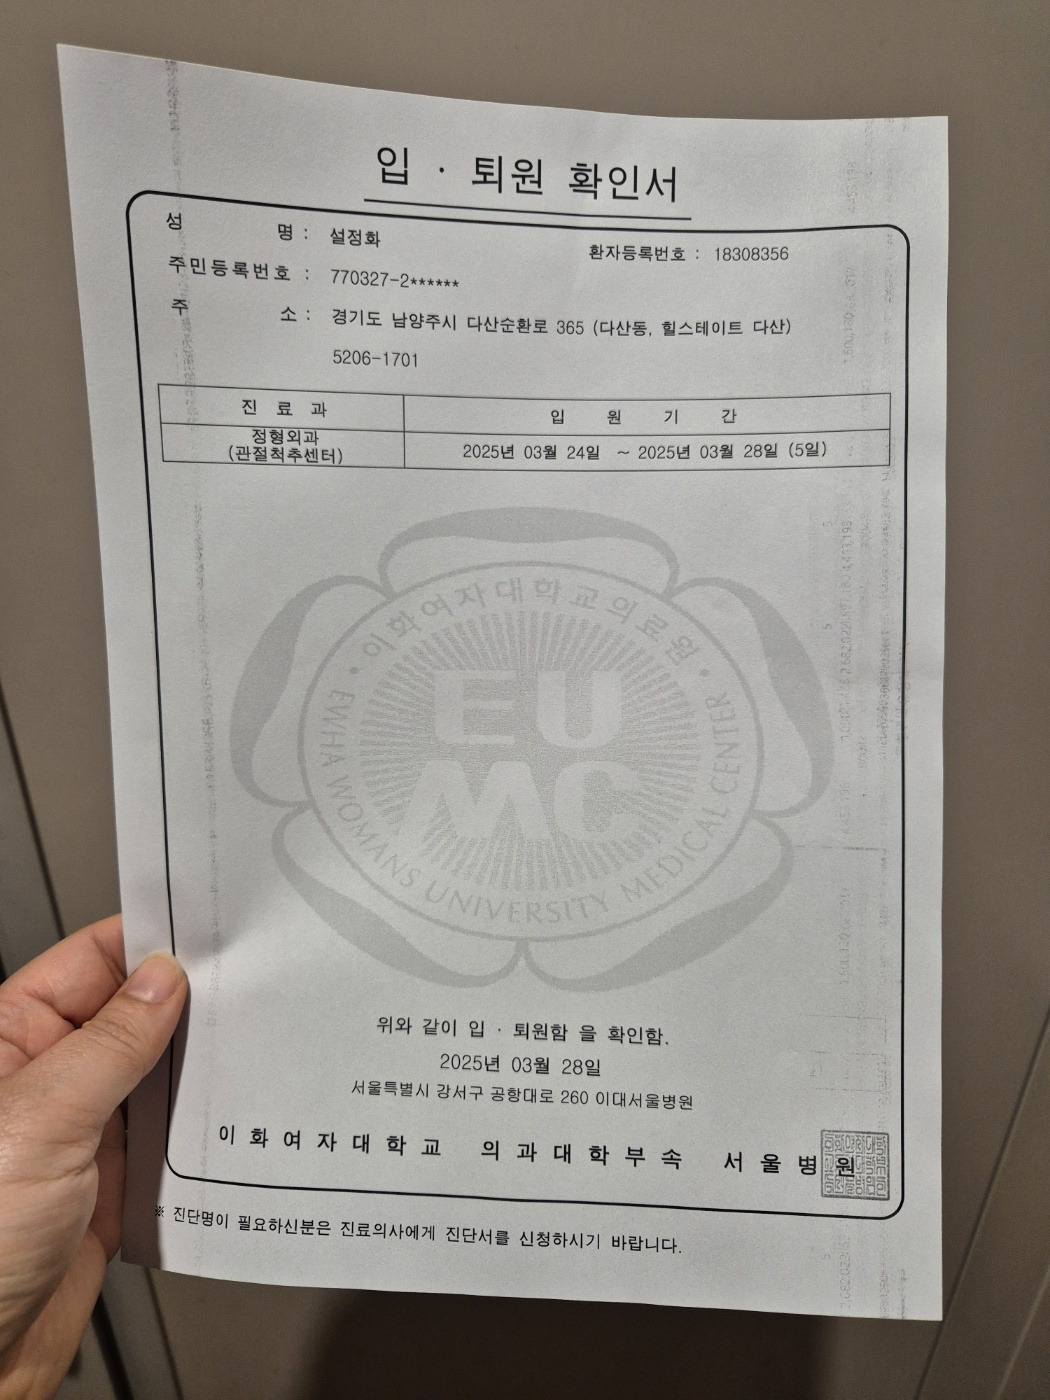 입 · 퇴원 확인서
성 명 : 설정화
환자등록번호 : 18308356
주민등록번호 : 770327-2******
주 소 : 경기도 남양주시 다산순환로 365 (다산동, 힐스테이트 다산)
5206-1701
진 료 과
입 원 기 간
정형외과
(관절척추센터)
2025년 03월 24일 ~ 2025년 03월 28일 (5일)
• 이화여자대학교의료원 •
EU
MC
EWHA WOMANS UNIVERSITY MEDICAL CENTER
위와 같이 입 · 퇴원함 을 확인함.
2025년 03월 28일
서울특별시 강서구 공항대로 260 이대서울병원
이화여자대학교 의과대학부속 서울병원
※ 진단명이 필요하신분은 진료의사에게 진단서를 신청하시기 바랍니다.